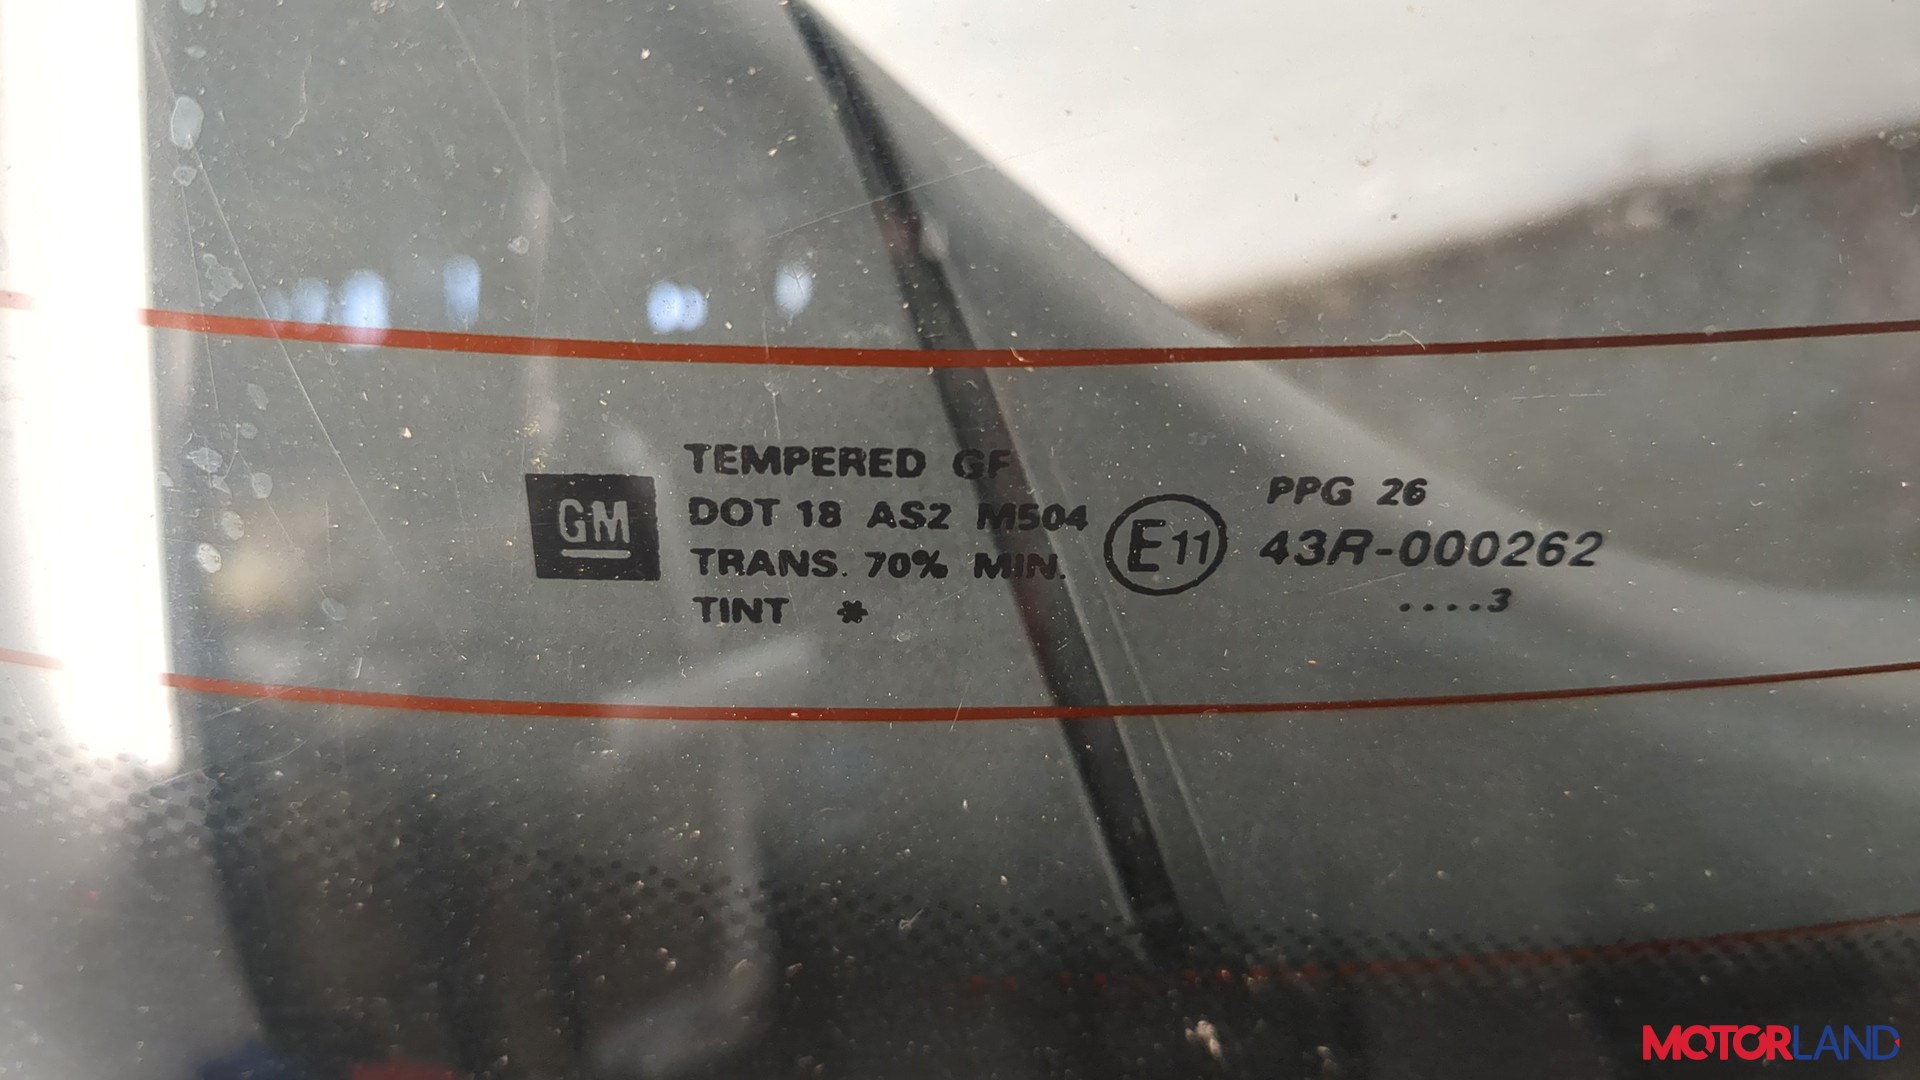 GM
TEMPERED GF
DOT 18 AS2 M504
TRANS. 70% MIN.
TINT *
E11
PPG 26
43R-000262
....3
MOTORLAND